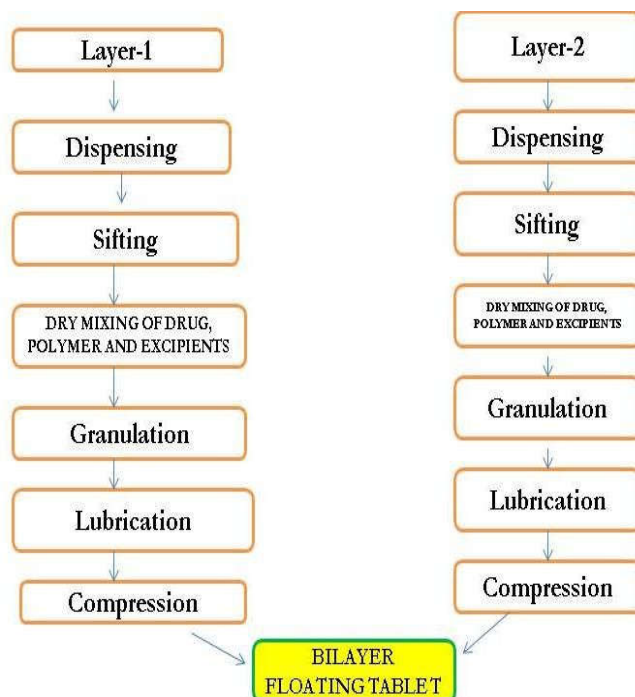 Layer-1
Dispensing
Sifting
DRY MIXING OF DRUG,
POLYMER AND EXCIPIENTS
Granulation
Lubrication
Compression
Layer-2
Dispensing
Sifting
DRY MIXING OF DRUG,
POLYMER AND EXCIPIENTS
Granulation
Lubrication
Compression
BILAYER
FLOATING TABLET